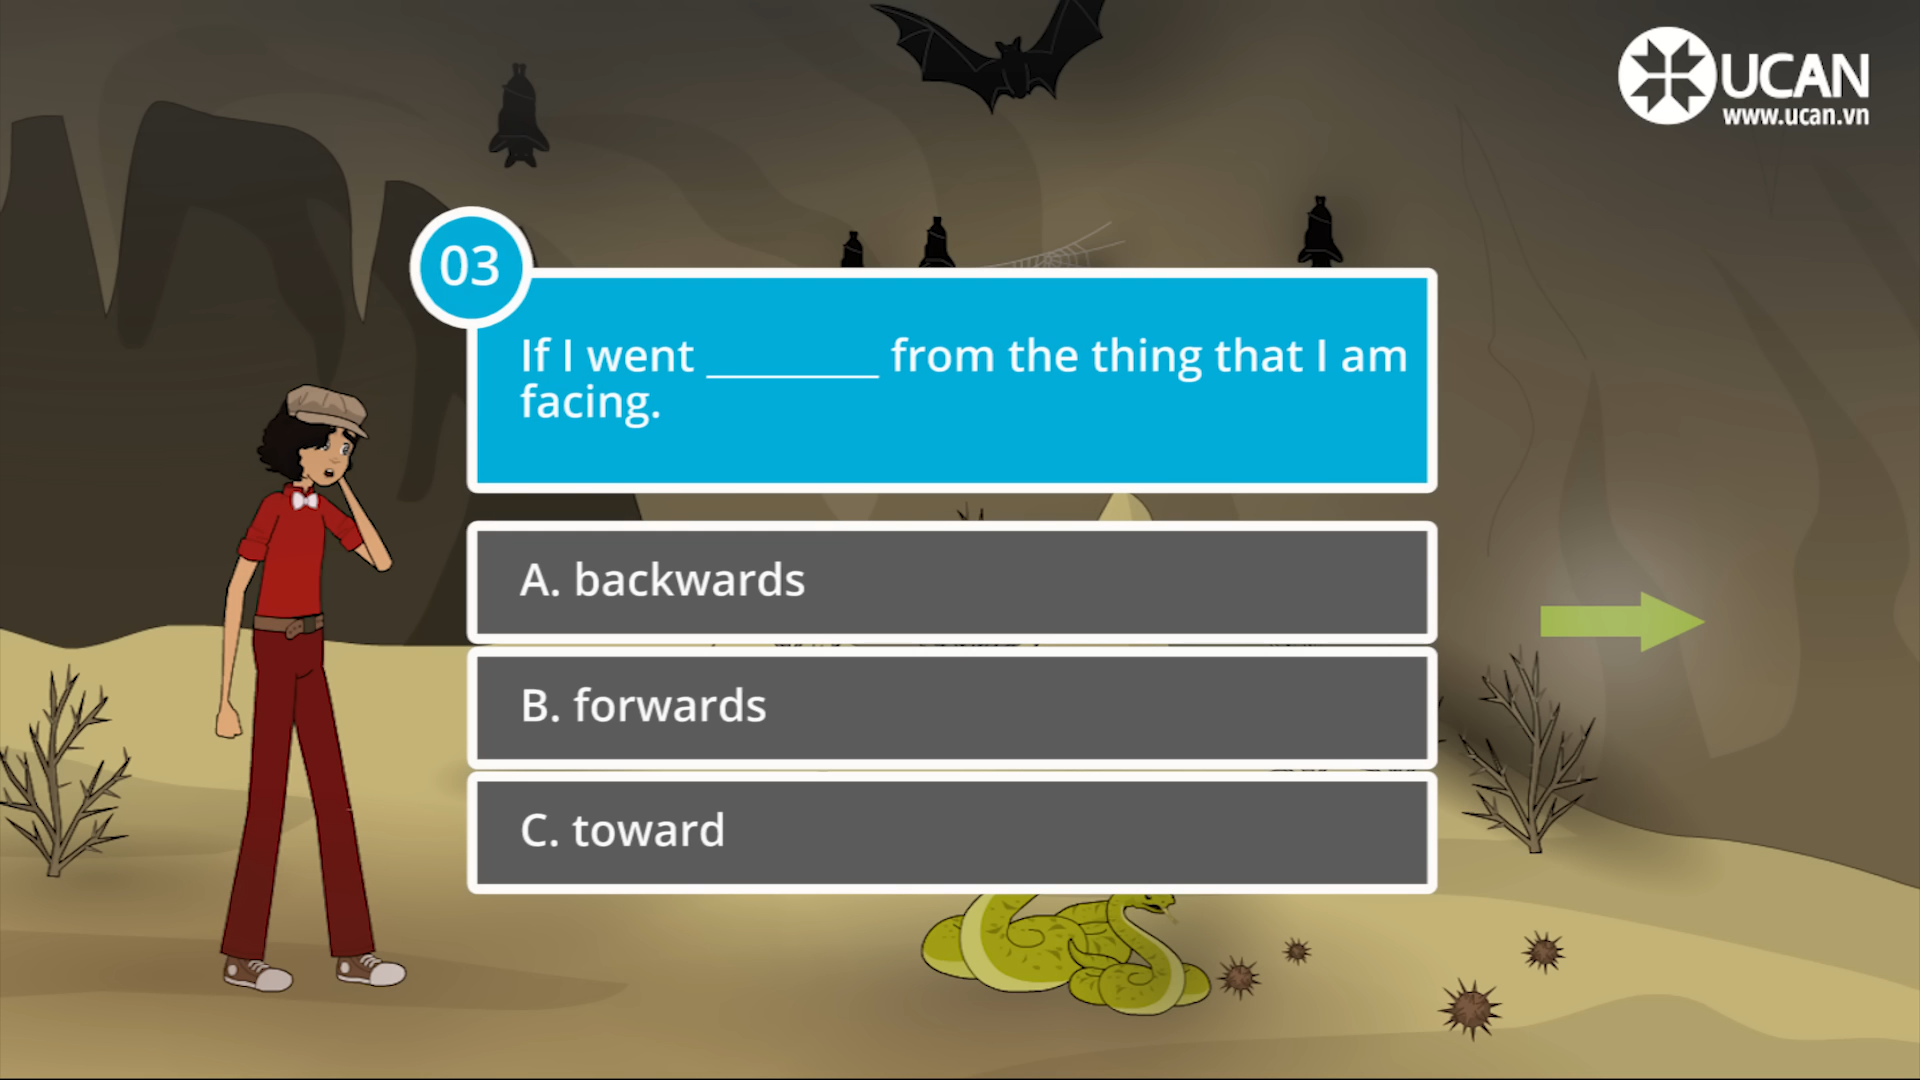 UCAN
www.ucan.vn
03
If I went ________ from the thing that I am
facing.
A. backwards
B. forwards
C. toward